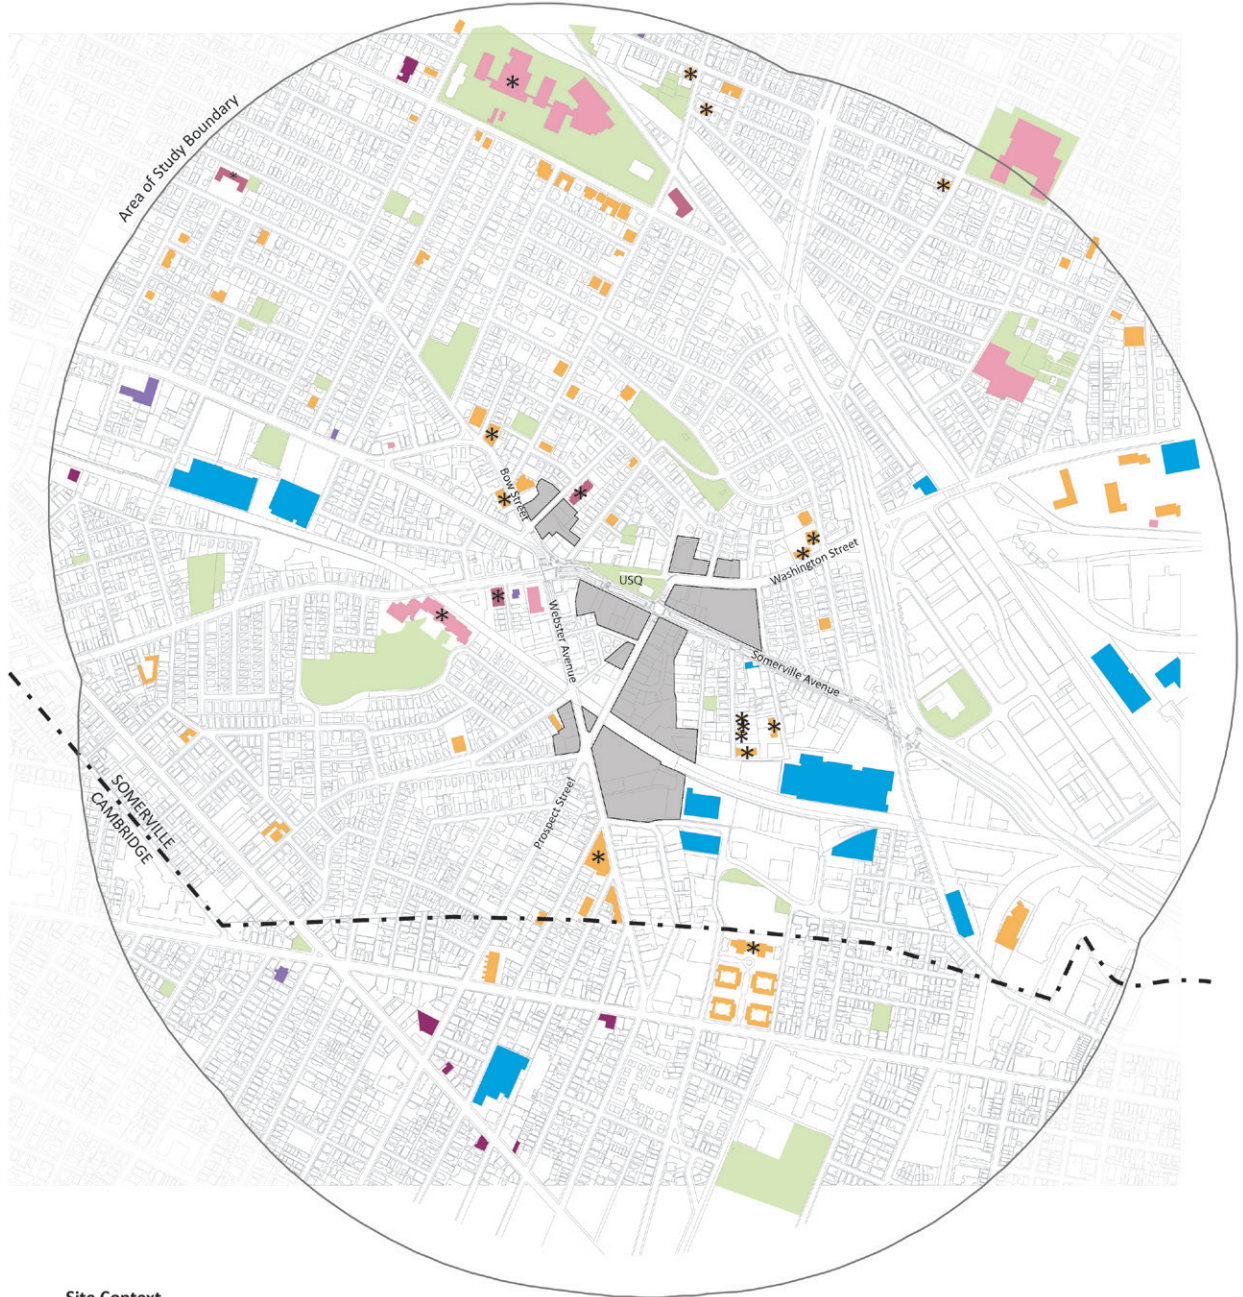 Area of Study Boundary
Bow Street
USQ
Washington Street
Webster Avenue
Somerville Avenue
Prospect Street
SOMERVILLE
CAMBRIDGE
Site Context